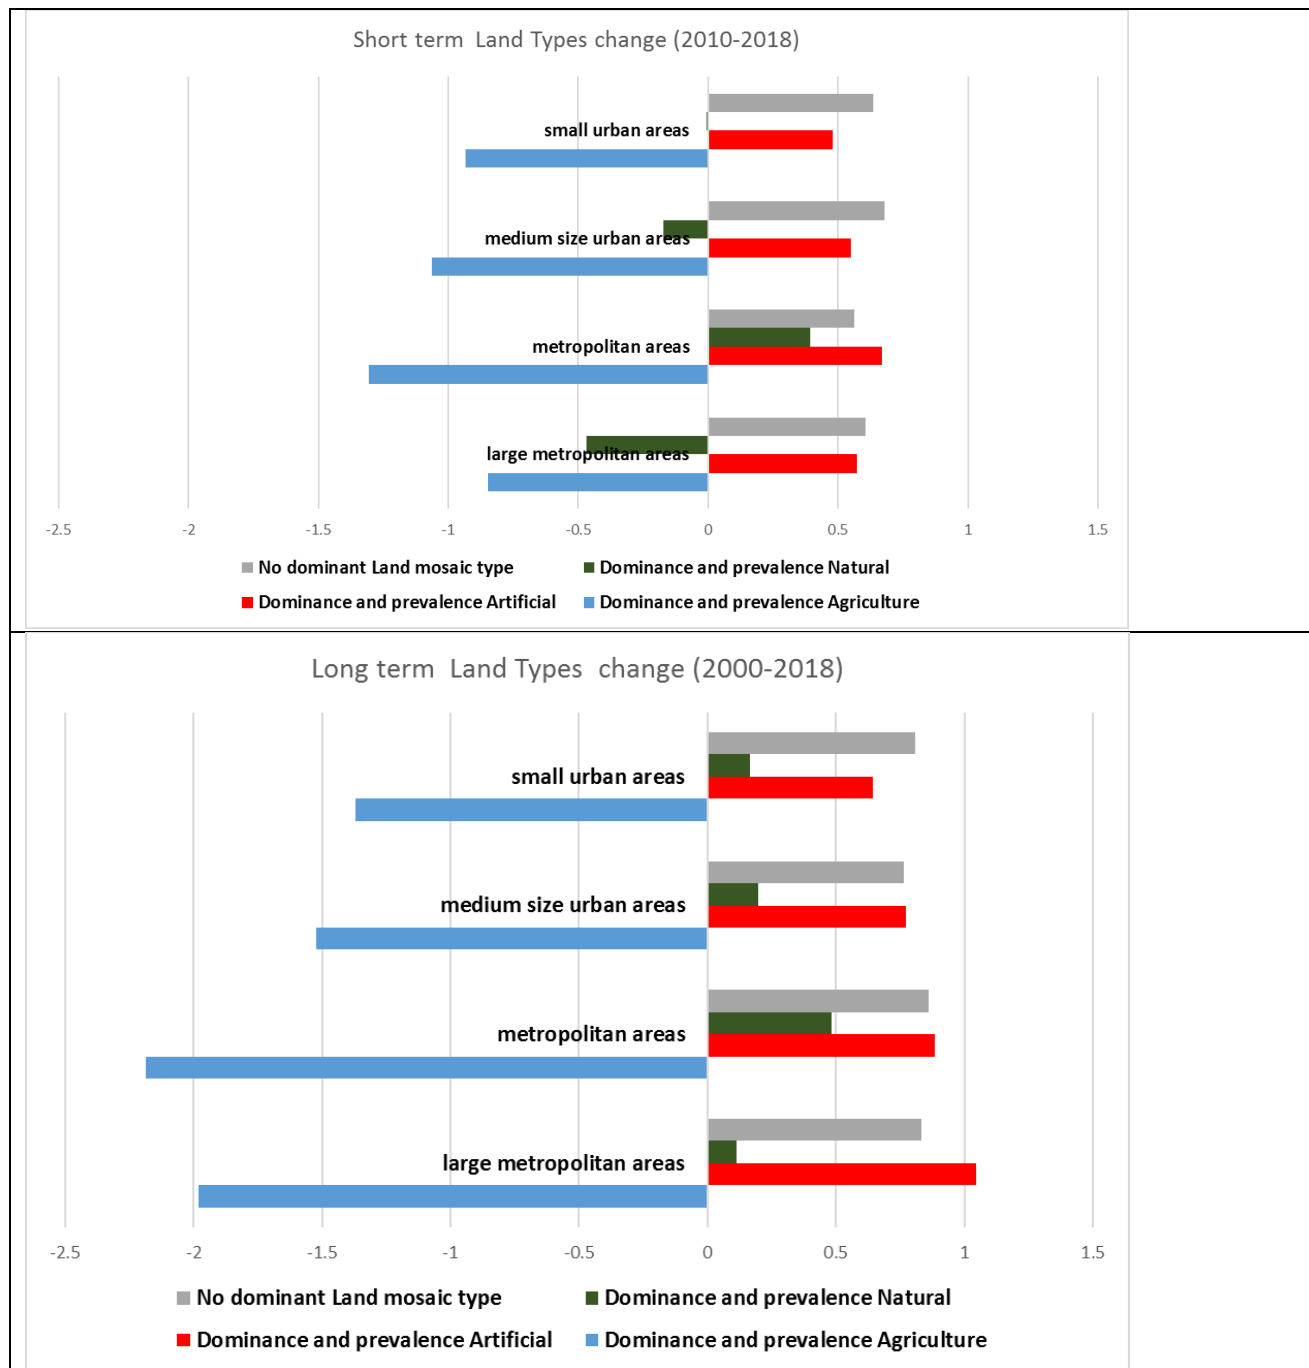 Short term Land Types change (2010-2018)
small urban areas
medium size urban areas
metropolitan areas
large metropolitan areas
-2.5 -2 -1.5 -1 -0.5 0 0.5 1 1.5
No dominant Land mosaic type Dominance and prevalence Natural
Dominance and prevalence Artificial Dominance and prevalence Agriculture
Long term Land Types change (2000-2018)
small urban areas
medium size urban areas
metropolitan areas
large metropolitan areas
-2.5 -2 -1.5 -1 -0.5 0 0.5 1 1.5
No dominant Land mosaic type Dominance and prevalence Natural
Dominance and prevalence Artificial Dominance and prevalence Agriculture